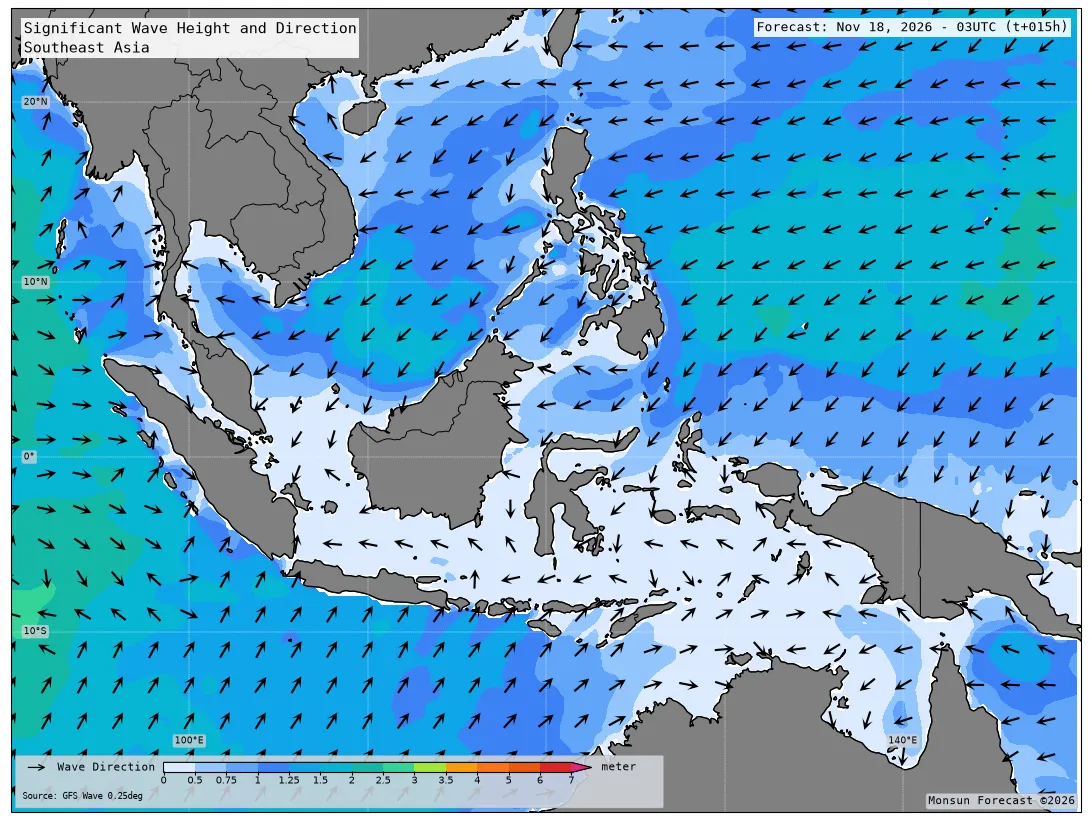 Significant Wave Height and Direction
Southeast Asia
Forecast: Nov 18, 2026 - 03UTC (t+015h)
20°N
10°N
0°
10°S
100°E
140°E
Wave Direction
meter
0 0.5 0.75 1 1.25 1.5 2 2.5 3 3.5 4 5 6 7
Source: GFS Wave 0.25deg
Monsun Forecast ©2026